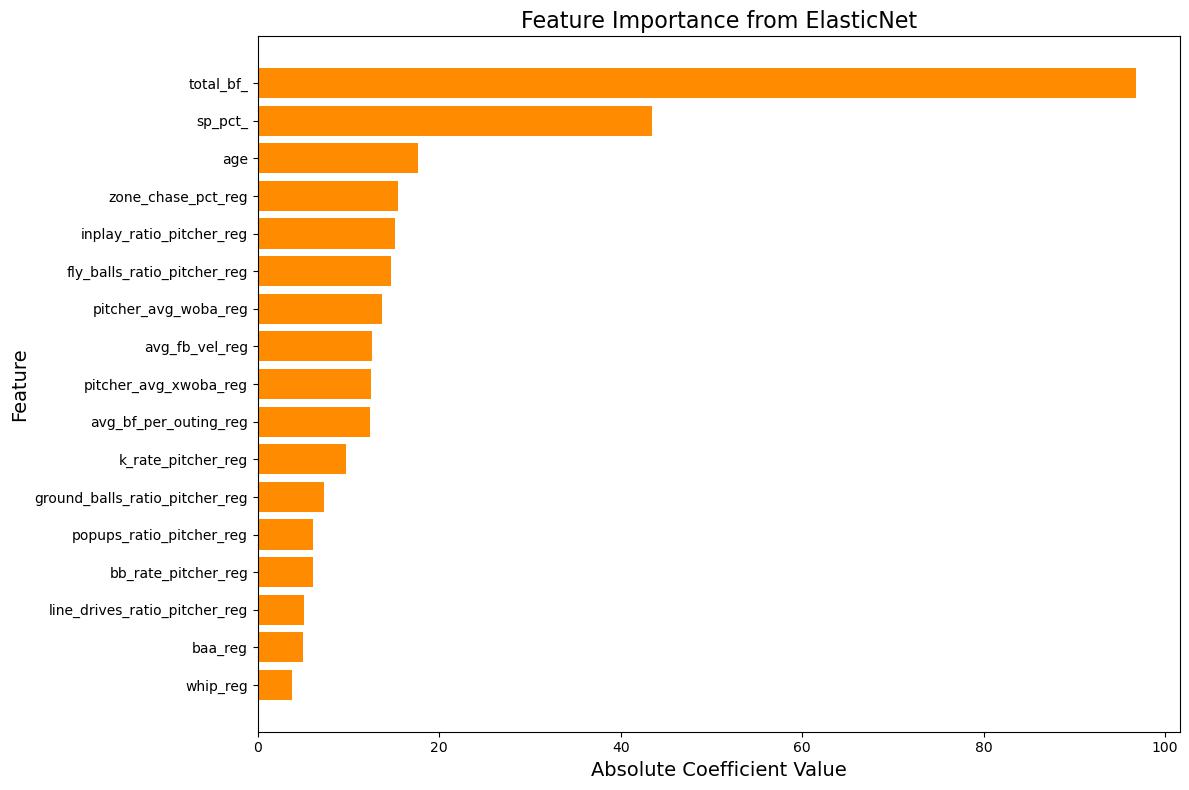 Feature Importance from ElasticNet
Feature
total_bf_
sp_pct_
age
zone_chase_pct_reg
inplay_ratio_pitcher_reg
fly_balls_ratio_pitcher_reg
pitcher_avg_woba_reg
avg_fb_vel_reg
pitcher_avg_xwoba_reg
avg_bf_per_outing_reg
k_rate_pitcher_reg
ground_balls_ratio_pitcher_reg
popups_ratio_pitcher_reg
bb_rate_pitcher_reg
line_drives_ratio_pitcher_reg
baa_reg
whip_reg
0 20 40 60 80 100
Absolute Coefficient Value